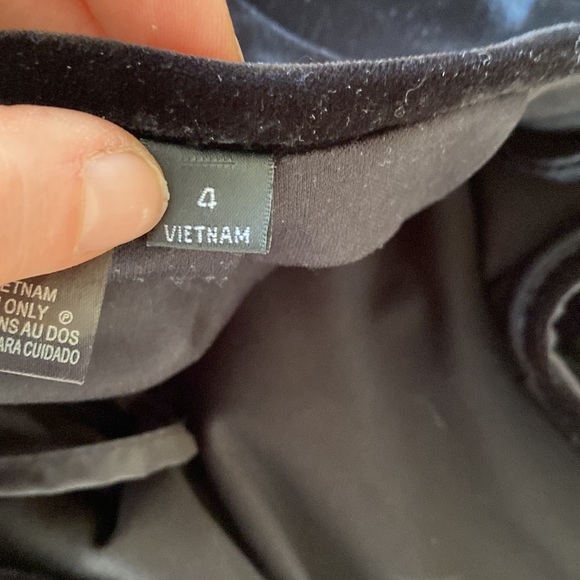 4
VIETNAM
ETNAM
ONLY
Ⓟ
NS AU DOS
ARA CUIDADO